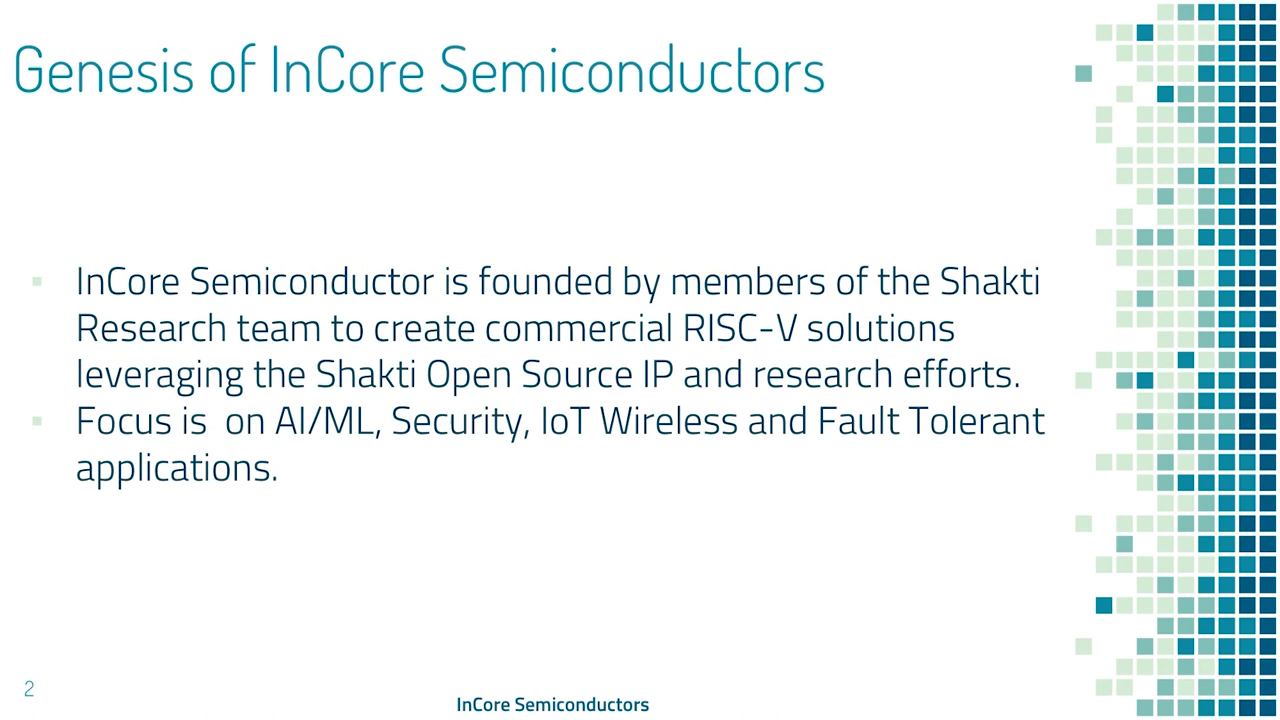 Genesis of InCore Semiconductors
▪ InCore Semiconductor is founded by members of the Shakti
Research team to create commercial RISC-V solutions
leveraging the Shakti Open Source IP and research efforts.
▪ Focus is  on AI/ML, Security, IoT Wireless and Fault Tolerant
applications.
2
InCore Semiconductors